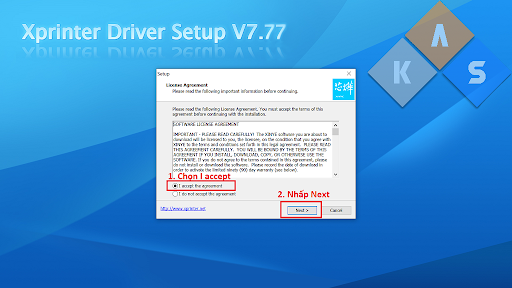 Xprinter Driver Setup V7.77
A
K S
Setup
License Agreement
Please read the following important information before continuing.
芯烨
Please read the following License Agreement. You must accept the terms of this
agreement before continuing with the installation.
SOFTWARE LICENSE AGREEMENT
IMPORTANT - PLEASE READ CAREFULLY! The XINYE software you are about to
download will be licensed to you, the licensee, on the condition that you agree with
XINYE to the terms and conditions set forth in this legal agreement. PLEASE READ
THIS AGREEMENT CAREFULLY. YOU WILL BE BOUND BY THE TERMS OF THIS
AGREEMENT IF YOU INSTALL, DOWNLOAD, COPY, OR OTHERWISE USE THE
SOFTWARE. If you do not agree to the terms contained in this agreement, please
do not install or download the software. Please record the date of download in
order to activate the limited ninety (90) day warranty (see below).
1. Chọn I accept
I accept the agreement
I do not accept the agreement
2. Nhấp Next
http://www.xprinter.net
Next >
Cancel